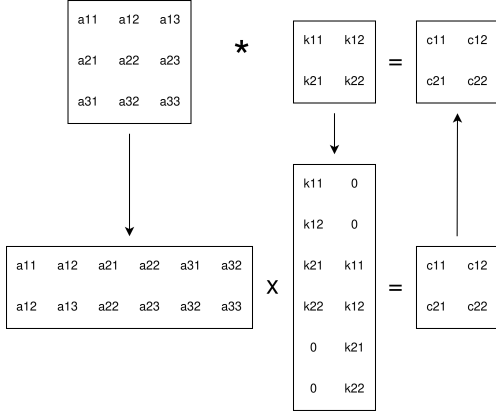 a11 a12 a13
a21 a22 a23
a31 a32 a33
*
k11 k12
k21 k22
=
c11 c12
c21 c22
a11 a12 a21 a22 a31 a32
a12 a13 a22 a23 a32 a33
x
k11 0
k12 0
k21 k11
k22 k12
0 k21
0 k22
=
c11 c12
c21 c22